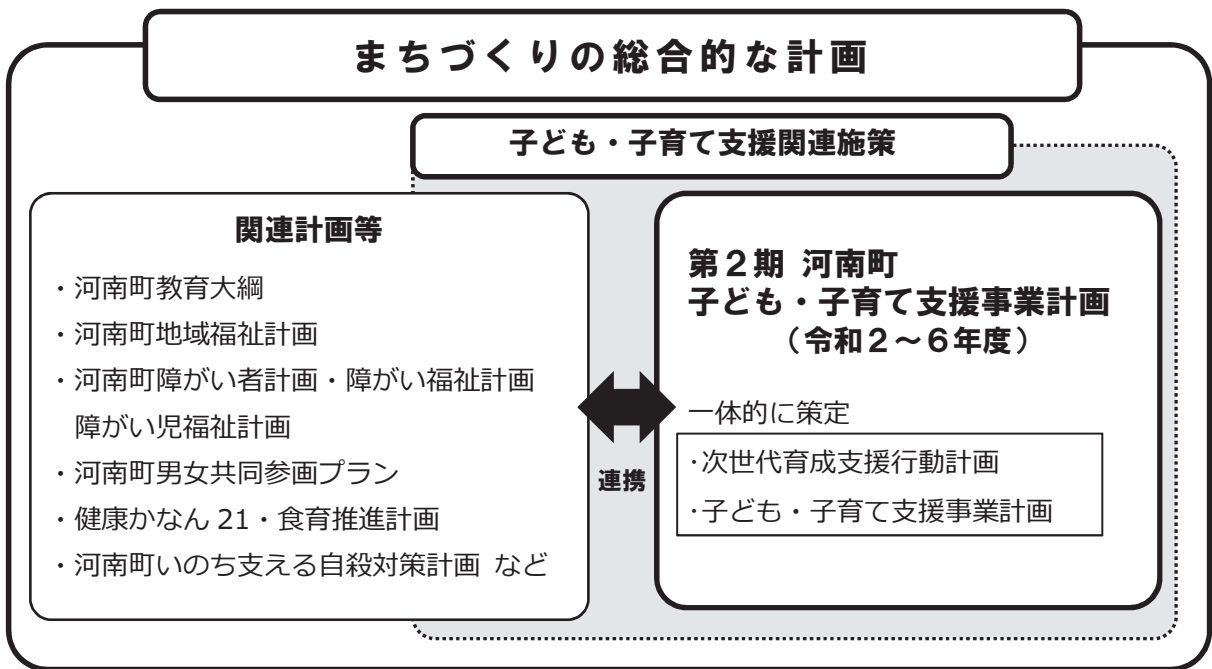 まちづくりの総合的な計画
子ども・子育て支援関連施策
関連計画等
・河南町教育大綱
・河南町地域福祉計画
・河南町障がい者計画・障がい福祉計画
障がい児福祉計画
・河南町男女共同参画プラン
・健康かなん 21・食育推進計画
・河南町いのち支える自殺対策計画 など
連携
第2期 河南町
子ども・子育て支援事業計画
（令和2～6年度）
一体的に策定
・次世代育成支援行動計画
・子ども・子育て支援事業計画